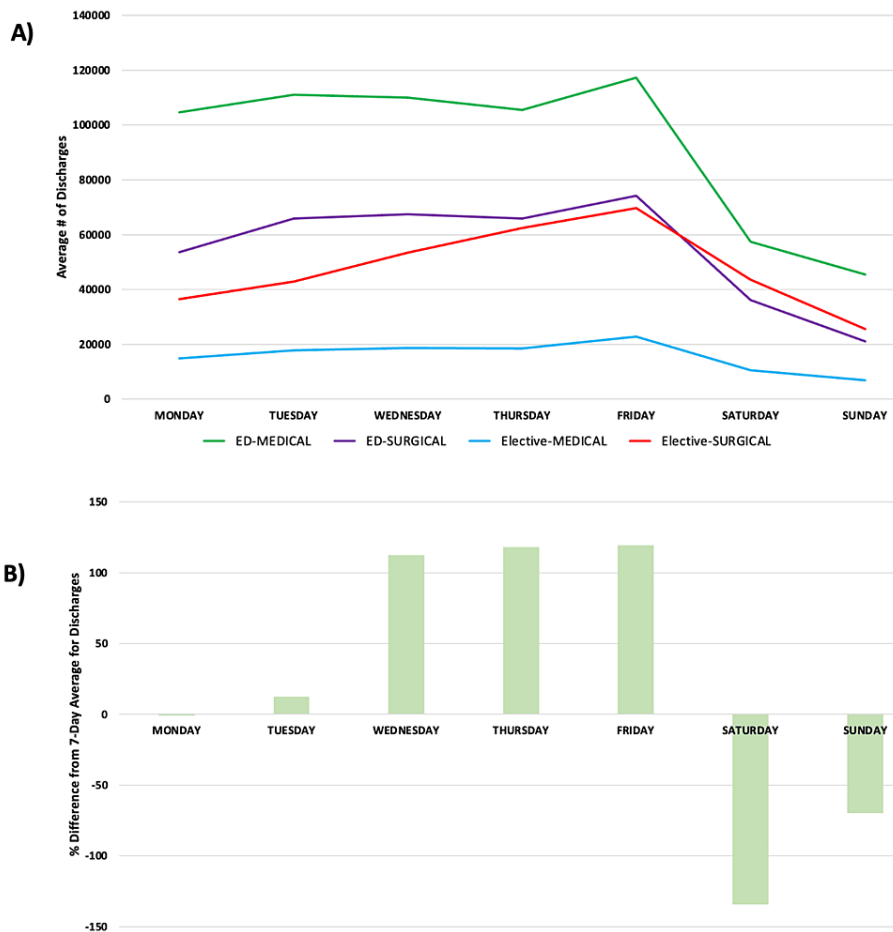 A)
Average # of Discharges
140000
120000
100000
80000
60000
40000
20000
0
MONDAY TUESDAY WEDNESDAY THURSDAY FRIDAY SATURDAY SUNDAY
ED-MEDICAL ED-SURGICAL Elective-MEDICAL Elective-SURGICAL
B)
% Difference from 7-Day Average for Discharges
150
100
50
0
MONDAY TUESDAY WEDNESDAY THURSDAY FRIDAY SATURDAY SUNDAY
-50
-100
-150